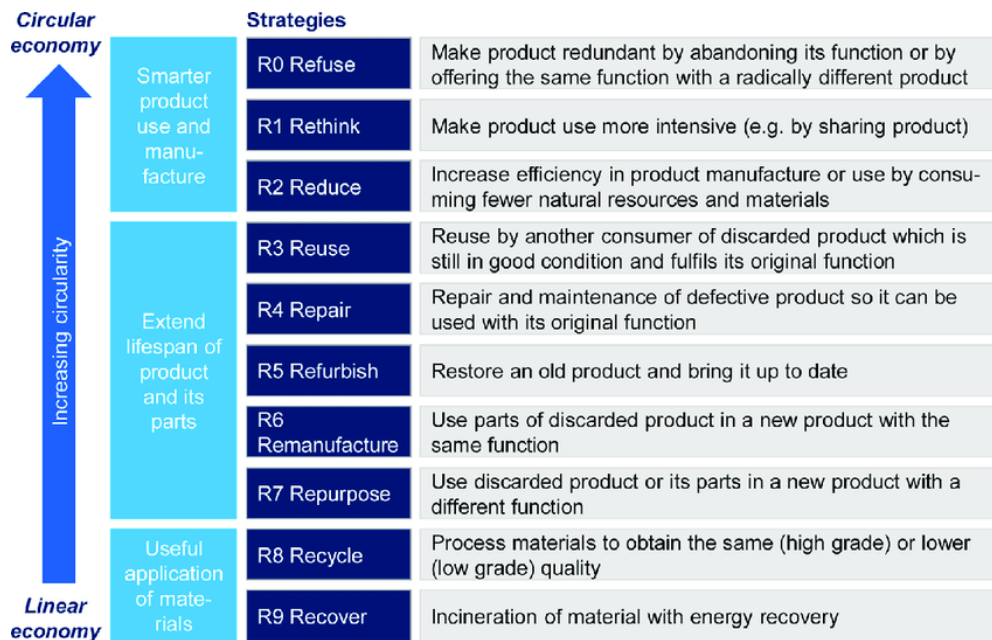 Circular
economy
Strategies
Increasing circularity
Linear
economy
Smarter
product
use and
manu-
facture
R0 Refuse
Make product redundant by abandoning its function or by
offering the same function with a radically different product
R1 Rethink
Make product use more intensive (e.g. by sharing product)
R2 Reduce
Increase efficiency in product manufacture or use by consu-
ming fewer natural resources and materials
Extend
lifespan of
product
and its
parts
R3 Reuse
Reuse by another consumer of discarded product which is
still in good condition and fulfils its original function
R4 Repair
Repair and maintenance of defective product so it can be
used with its original function
R5 Refurbish
Restore an old product and bring it up to date
R6
Remanufacture
Use parts of discarded product in a new product with the
same function
R7 Repurpose
Use discarded product or its parts in a new product with a
different function
Useful
application
of mate-
rials
R8 Recycle
Process materials to obtain the same (high grade) or lower
(low grade) quality
R9 Recover
Incineration of material with energy recovery